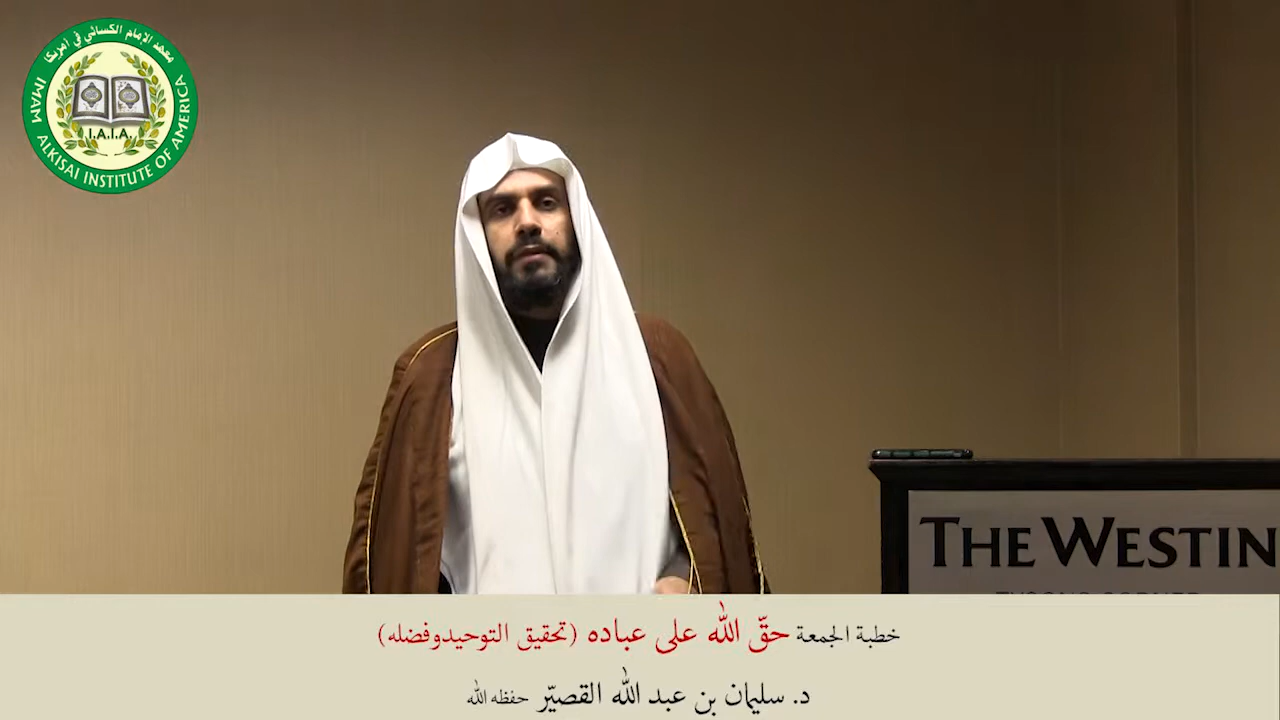 معهد الإمام الكسائي في أمريكا
I.A.I.A.
IMAM ALKISAI INSTITUTE OF AMERICA
THE WESTIN
خطبة الجمعة حقّ الله على عباده (تحقيق التوحيدوفضله)
د. سليمان بن عبد الله القصيّر حفظه الله